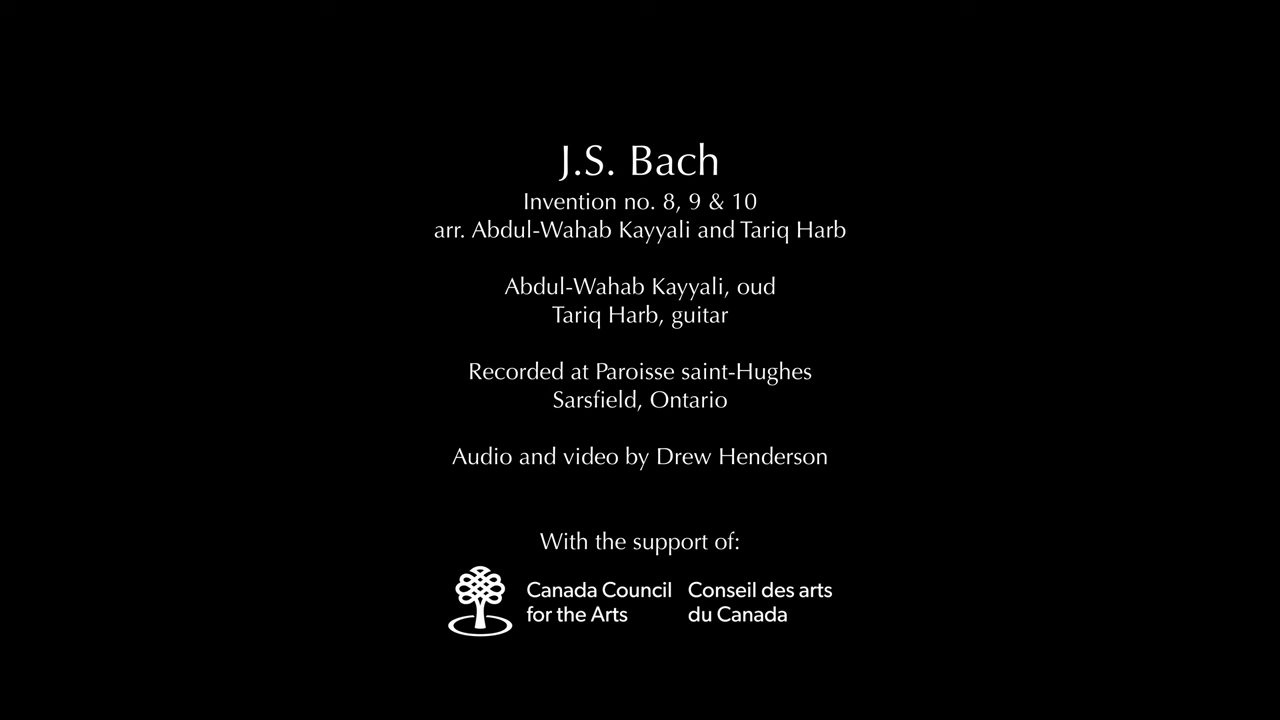 J.S. Bach
Invention no. 8, 9 & 10
arr. Abdul-Wahab Kayyali and Tariq Harb
Abdul-Wahab Kayyali, oud
Tariq Harb, guitar
Recorded at Paroisse saint-Hughes
Sarsfield, Ontario
Audio and video by Drew Henderson
With the support of:
Canada Council
for the Arts
Conseil des arts
du Canada